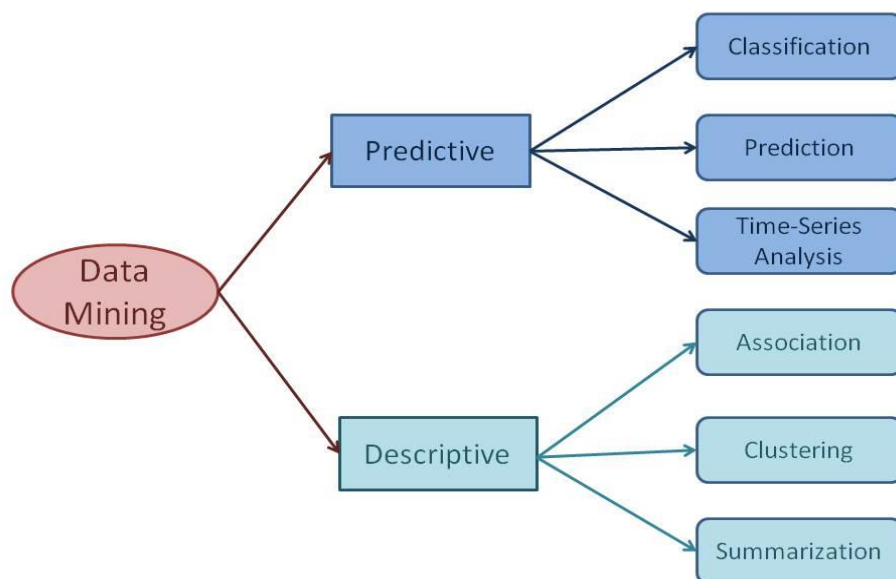 Data
Mining
Predictive
Classification
Prediction
Time-Series
Analysis
Descriptive
Association
Clustering
Summarization